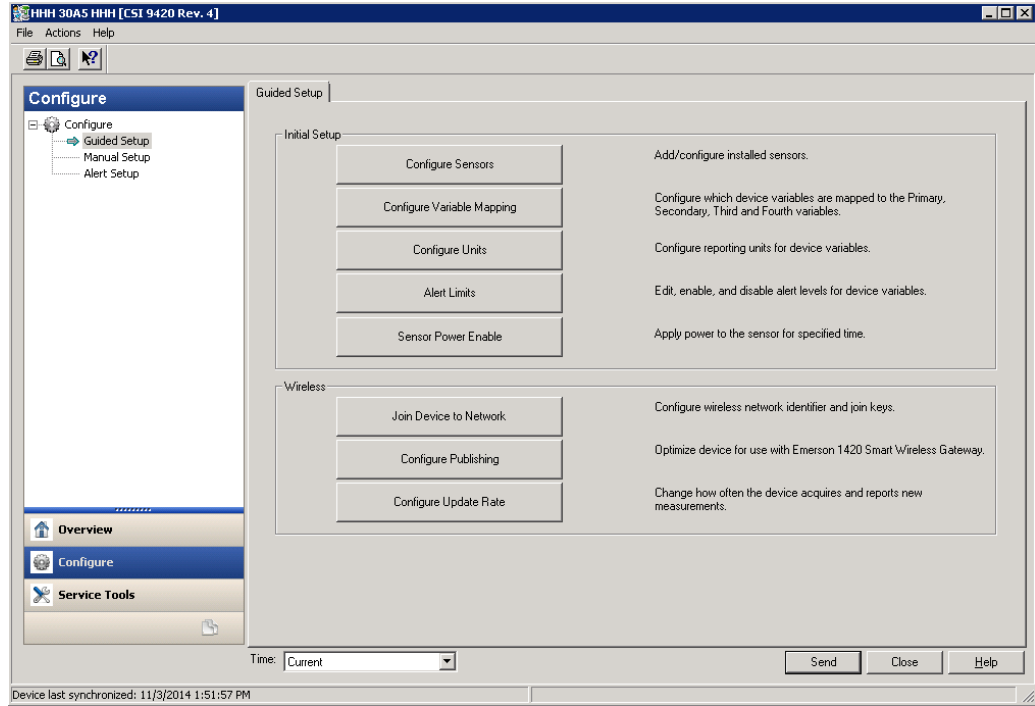 HHH 30A5 HHH [CSI 9420 Rev. 4]
File Actions Help
Configure
Configure
Guided Setup
Manual Setup
Alert Setup
Overview
Configure
Service Tools
Guided Setup
Initial Setup
Configure Sensors
Add/configure installed sensors.
Configure Variable Mapping
Configure which device variables are mapped to the Primary,
Secondary, Third and Fourth variables.
Configure Units
Configure reporting units for device variables.
Alert Limits
Edit, enable, and disable alert levels for device variables.
Sensor Power Enable
Apply power to the sensor for specified time.
Wireless
Join Device to Network
Configure wireless network identifier and join keys.
Configure Publishing
Optimize device for use with Emerson 1420 Smart Wireless Gateway.
Configure Update Rate
Change how often the device acquires and reports new
measurements.
Time: Current
Send Close Help
Device last synchronized: 11/3/2014 1:51:57 PM